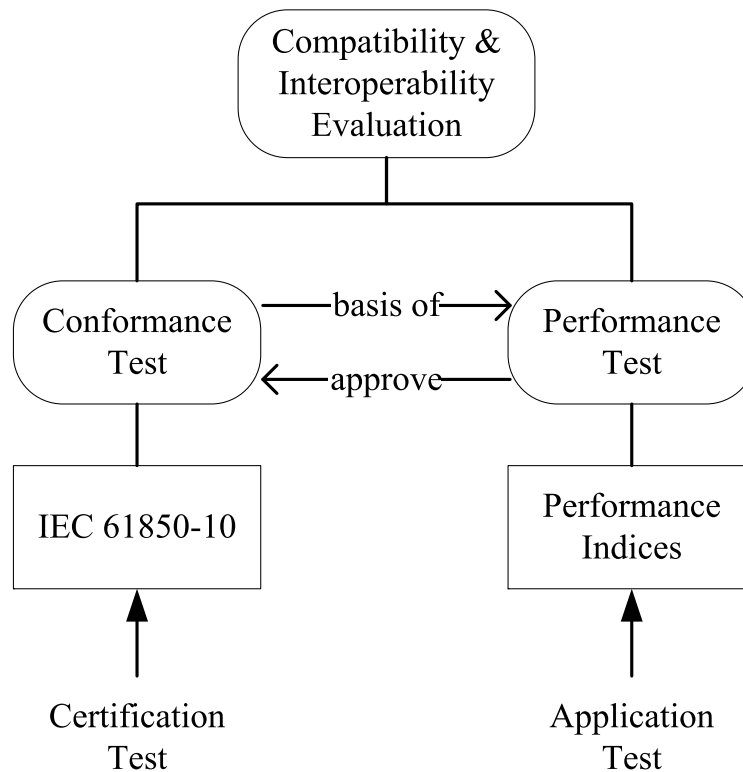 Compatibility &
Interoperability
Evaluation
Conformance
Test
basis of
approve
Performance
Test
IEC 61850-10
Performance
Indices
Certification
Test
Application
Test